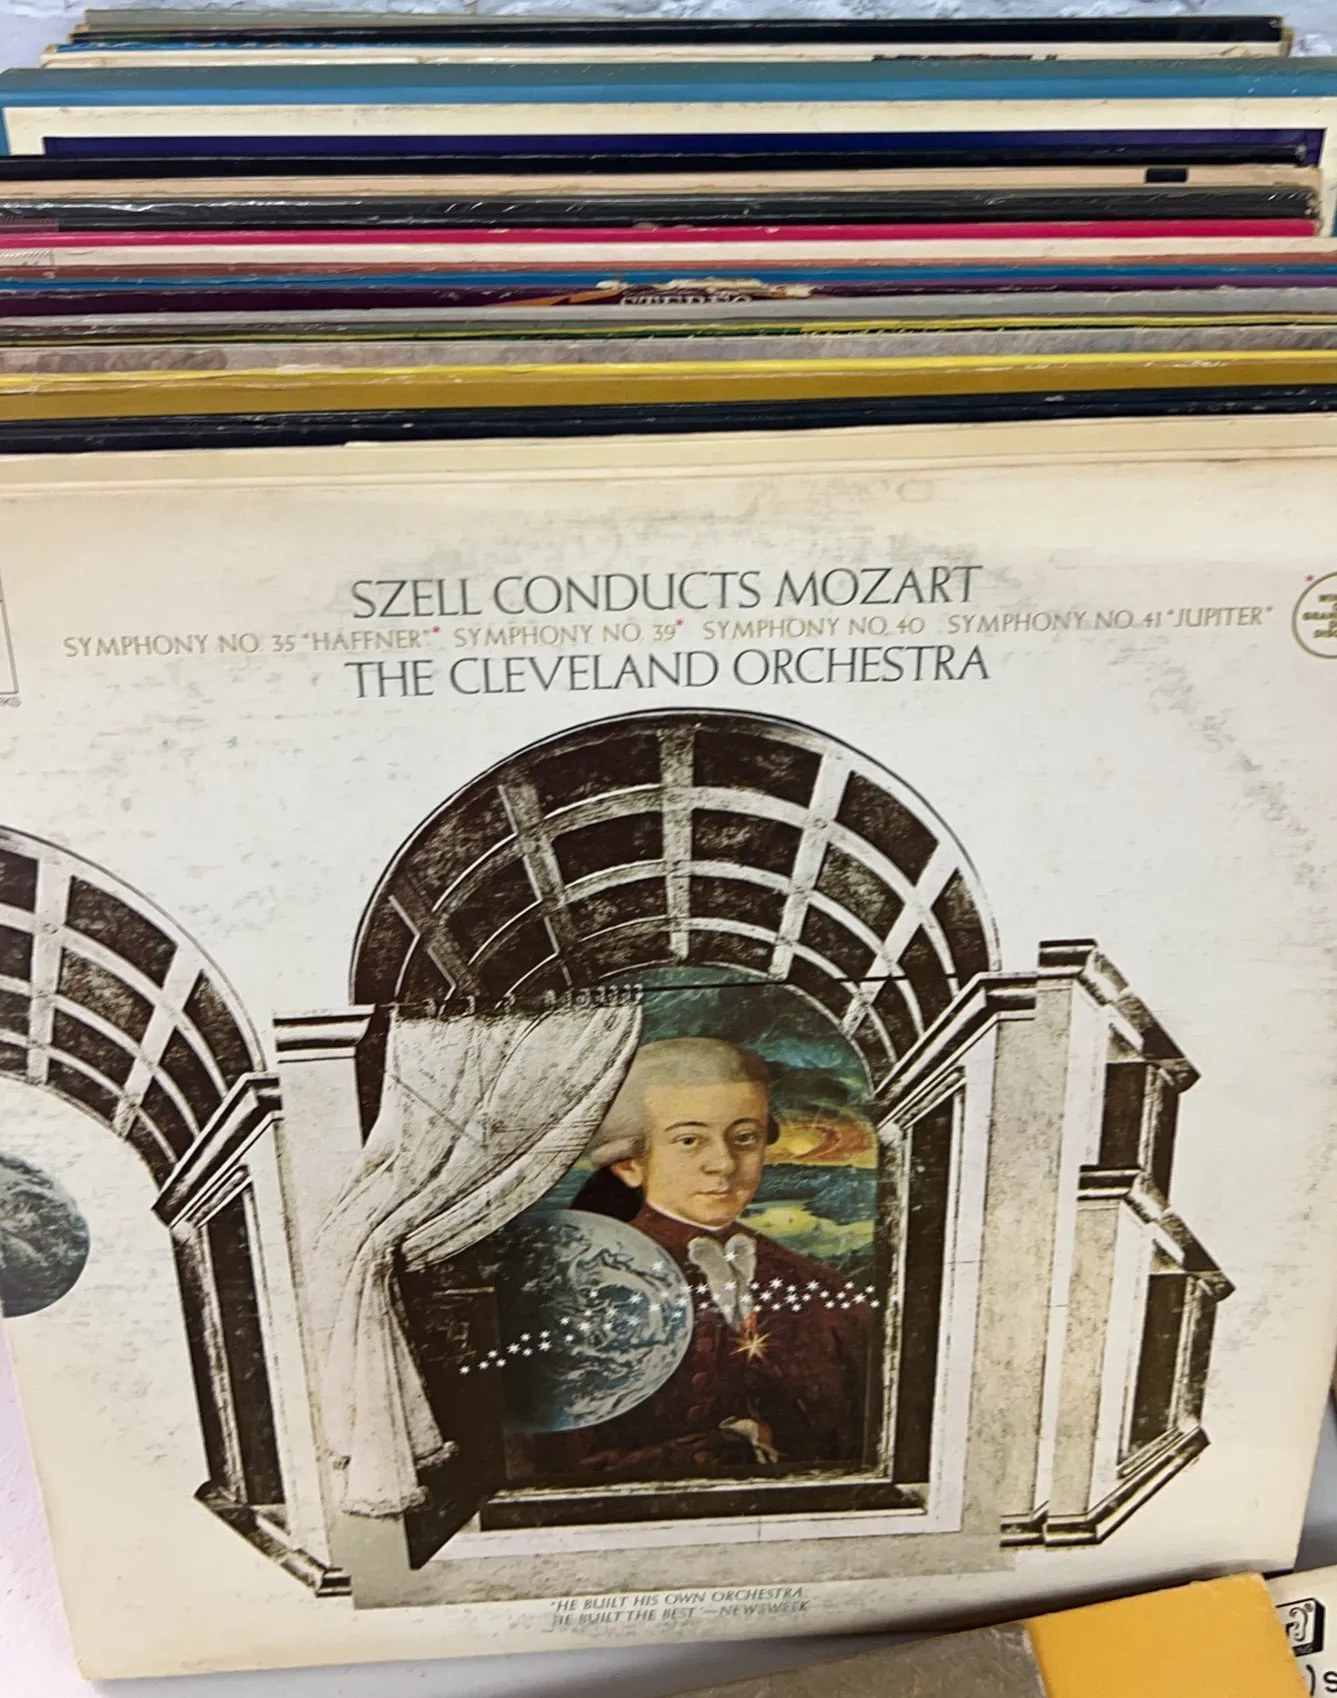 STEREO
SZELL CONDUCTS MOZART
SYMPHONY NO. 35 "HAFFNER"* SYMPHONY NO. 39* SYMPHONY NO. 40 SYMPHONY NO. 41 "JUPITER"
THE CLEVELAND ORCHESTRA
"HE BUILT HIS OWN ORCHESTRA.
HE BUILT THE BEST"—NEWSWEEK